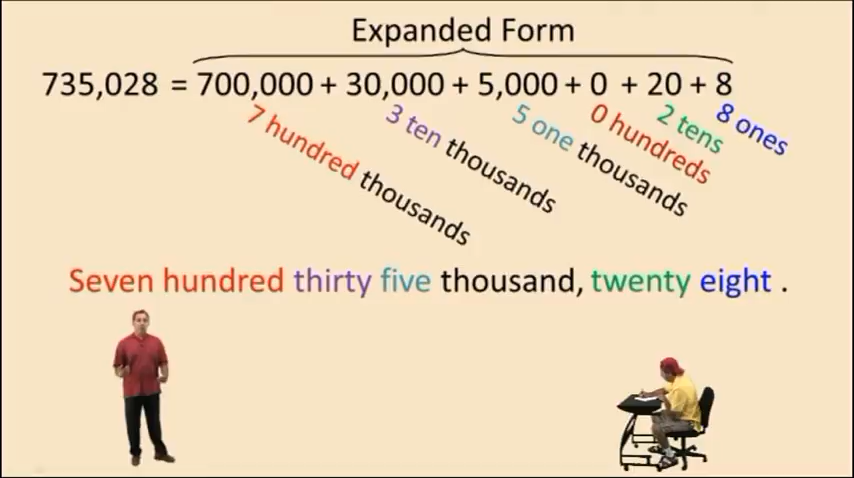 Expanded Form
735,028 = 700,000 + 30,000 + 5,000 + 0 + 20 + 8
7 hundred thousands
3 ten thousands
5 one thousands
0 hundreds
2 tens
8 ones
Seven hundred thirty five thousand, twenty eight .